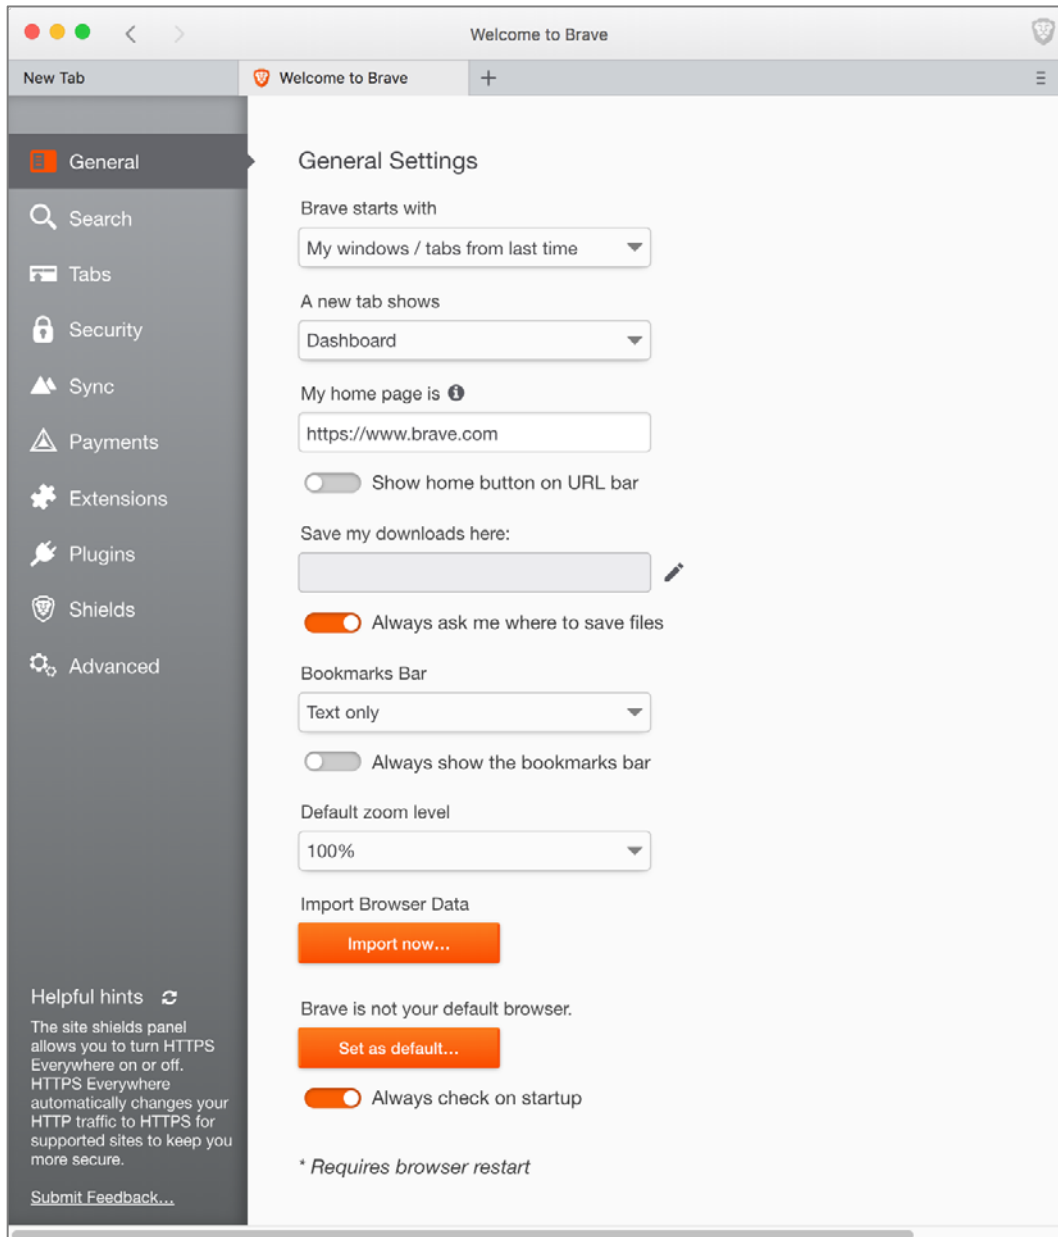 Welcome to Brave
New Tab
Welcome to Brave
General
Search
Tabs
Security
Sync
Payments
Extensions
Plugins
Shields
Advanced
Helpful hints
The site shields panel
allows you to turn HTTPS
Everywhere on or off.
HTTPS Everywhere
automatically changes your
HTTP traffic to HTTPS for
supported sites to keep you
more secure.
Submit Feedback...
General Settings
Brave starts with
My windows / tabs from last time
A new tab shows
Dashboard
My home page is
https://www.brave.com
Show home button on URL bar
Save my downloads here:
Always ask me where to save files
Bookmarks Bar
Text only
Always show the bookmarks bar
Default zoom level
100%
Import Browser Data
Import now...
Brave is not your default browser.
Set as default...
Always check on startup
* Requires browser restart